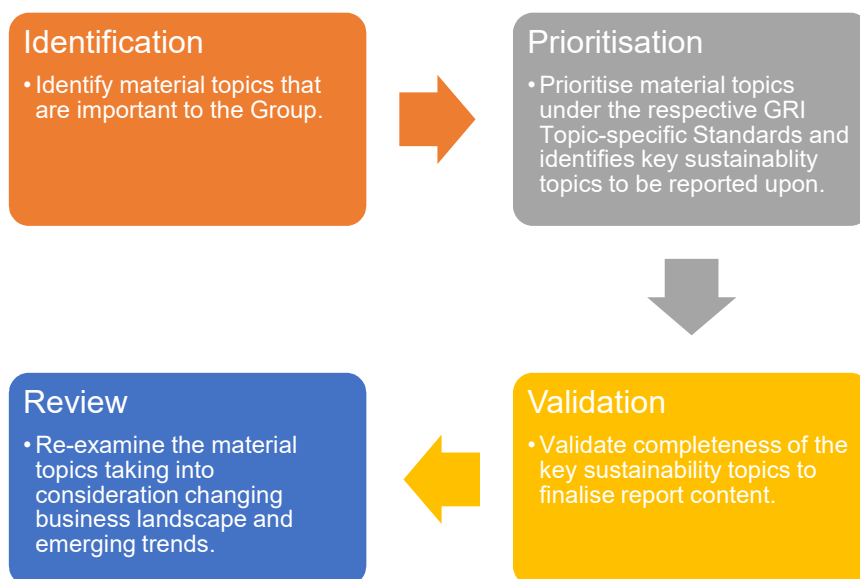 Identification
• Identify material topics that
are important to the Group.
Prioritisation
• Prioritise material topics
under the respective GRI
Topic-specific Standards and
identifies key sustainablity
topics to be reported upon.
Validation
• Validate completeness of the
key sustainability topics to
finalise report content.
Review
• Re-examine the material
topics taking into
consideration changing
business landscape and
emerging trends.